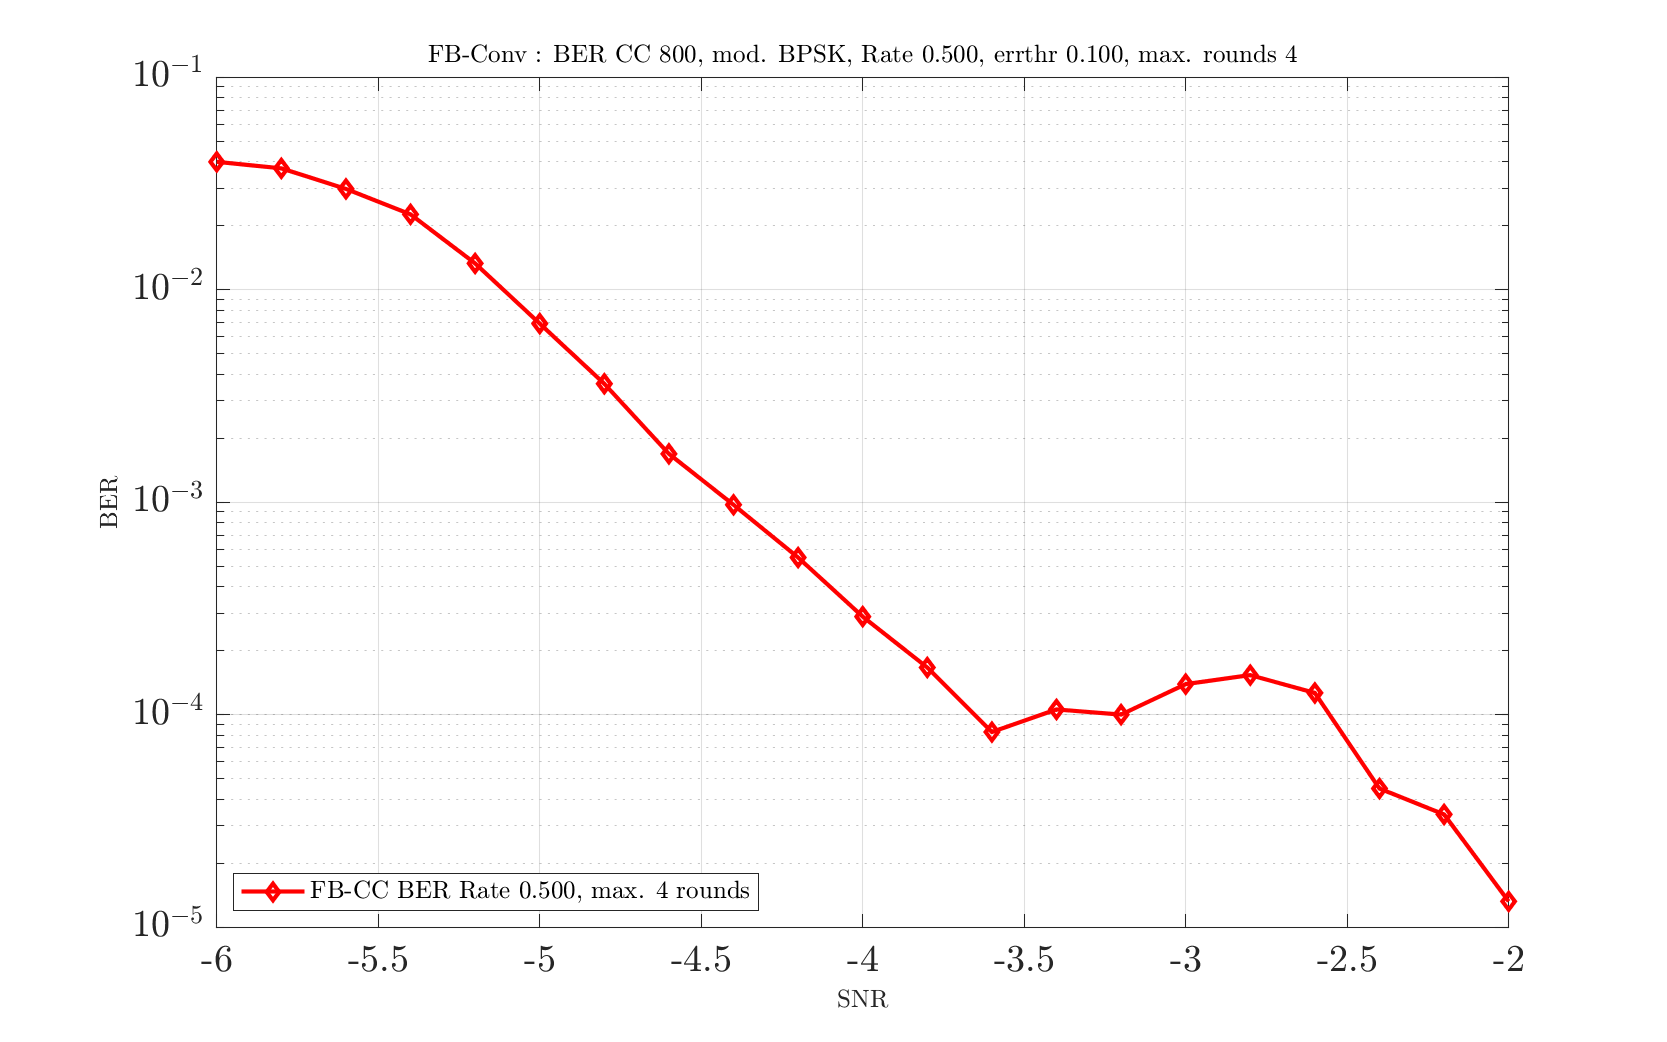 FB-Conv : BER CC 800, mod. BPSK, Rate 0.500, errthr 0.100, max. rounds 4
10^{-1}
10^{-2}
10^{-3}
10^{-4}
10^{-5}
BER
FB-CC BER Rate 0.500, max. 4 rounds
-6 -5.5 -5 -4.5 -4 -3.5 -3 -2.5 -2
SNR